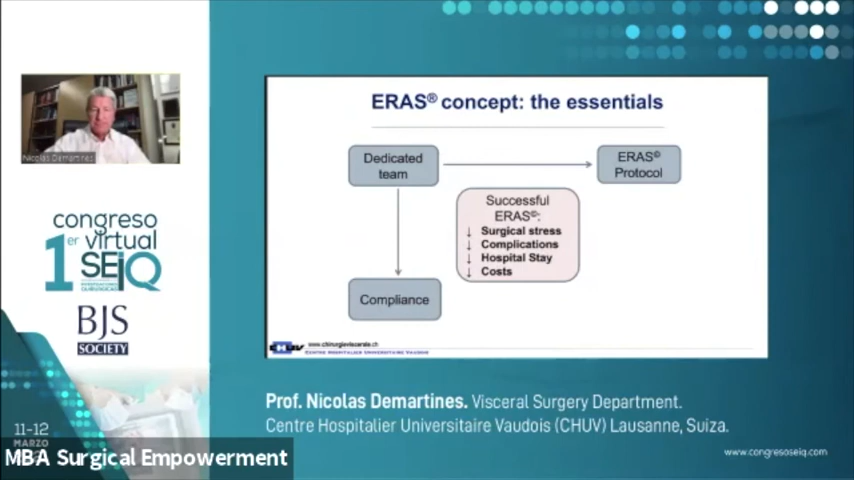 ERAS® concept: the essentials
Dedicated
team
ERAS®
Protocol
Successful
ERAS®:
↓ Surgical stress
↓ Complications
↓ Hospital Stay
↓ Costs
Compliance
www.chirurgieviscerale.ch
CENTRE HOSPITALIER UNIVERSITAIRE VAUDOIS
Nicolas Demartines
congreso
1er virtual
SEIQ
BJS
SOCIETY
11-12
MARZO
MBA Surgical Empowerment
Prof. Nicolas Demartines. Visceral Surgery Department.
Centre Hospitalier Universitaire Vaudois (CHUV) Lausanne, Suiza.
www.congresoseiq.com